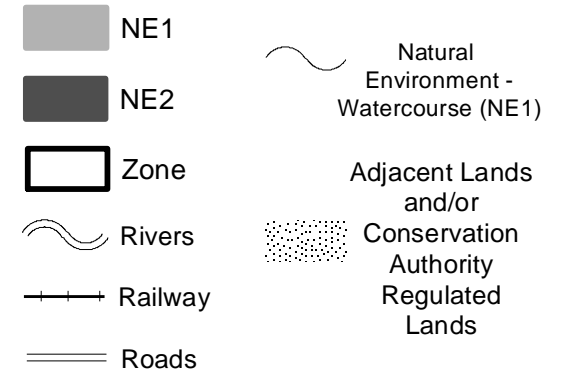 NE1
NE2
Zone
Rivers
Railway
Roads
Natural
Environment -
Watercourse (NE1)
Adjacent Lands
and/or
Conservation
Authority
Regulated
Lands